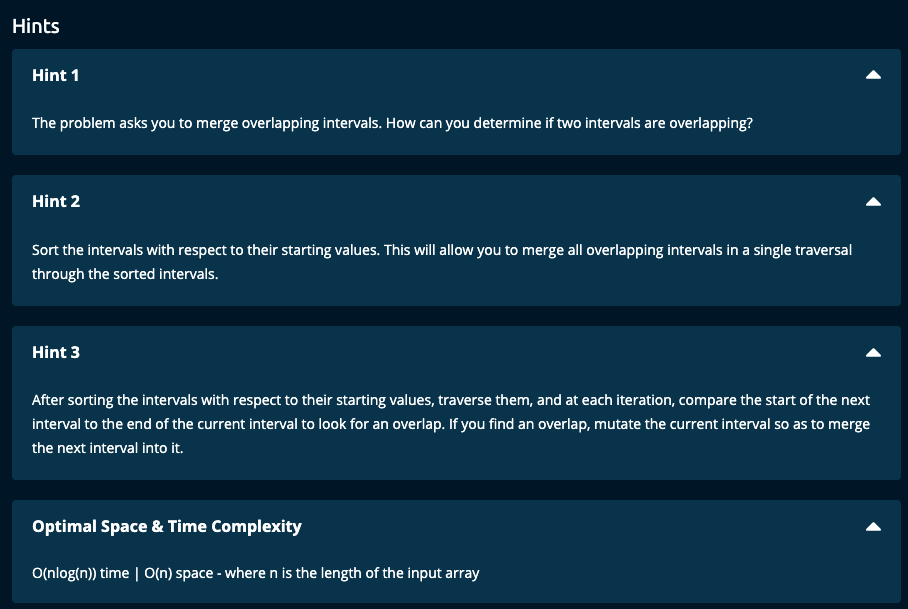 Hints
Hint 1
The problem asks you to merge overlapping intervals. How can you determine if two intervals are overlapping?
Hint 2
Sort the intervals with respect to their starting values. This will allow you to merge all overlapping intervals in a single traversal
through the sorted intervals.
Hint 3
After sorting the intervals with respect to their starting values, traverse them, and at each iteration, compare the start of the next
interval to the end of the current interval to look for an overlap. If you find an overlap, mutate the current interval so as to merge
the next interval into it.
Optimal Space & Time Complexity
O(nlog(n)) time | O(n) space - where n is the length of the input array